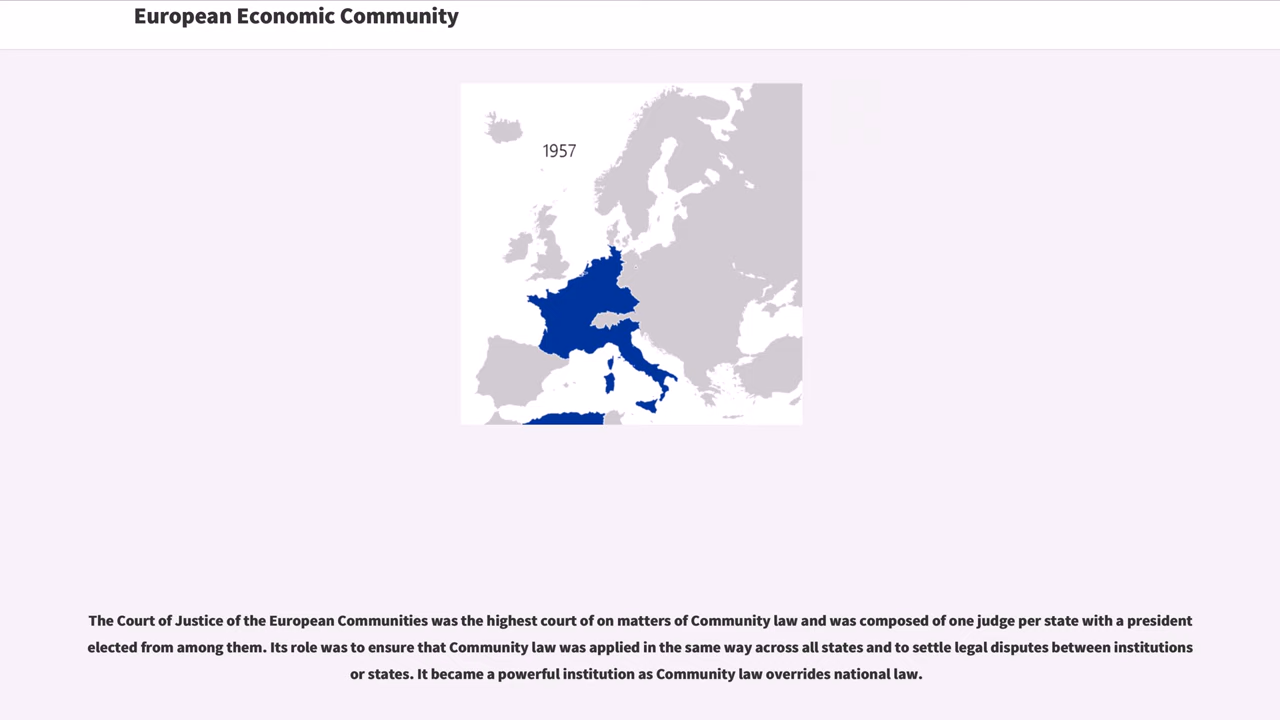 European Economic Community
1957
The Court of Justice of the European Communities was the highest court of on matters of Community law and was composed of one judge per state with a president
elected from among them. Its role was to ensure that Community law was applied in the same way across all states and to settle legal disputes between institutions
or states. It became a powerful institution as Community law overrides national law.